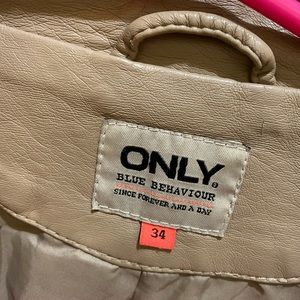 ONLY
BLUE BEHAVIOUR
SINCE FOREVER AND A DAY
34